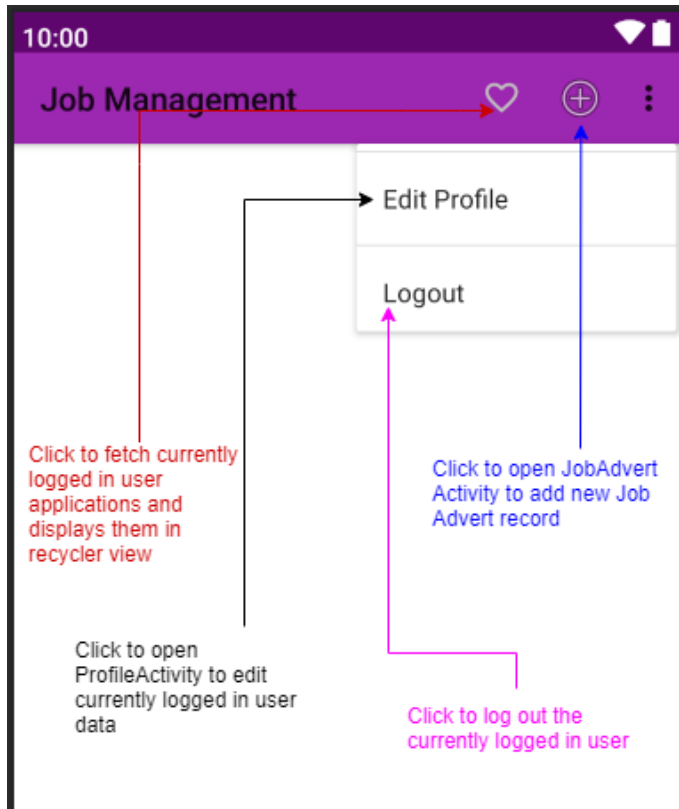 10:00
Job Management
Edit Profile
Logout
Click to fetch currently
logged in user
applications and
displays them in
recycler view
Click to open JobAdvert
Activity to add new Job
Advert record
Click to open
ProfileActivity to edit
currently logged in user
data
Click to log out the
currently logged in user